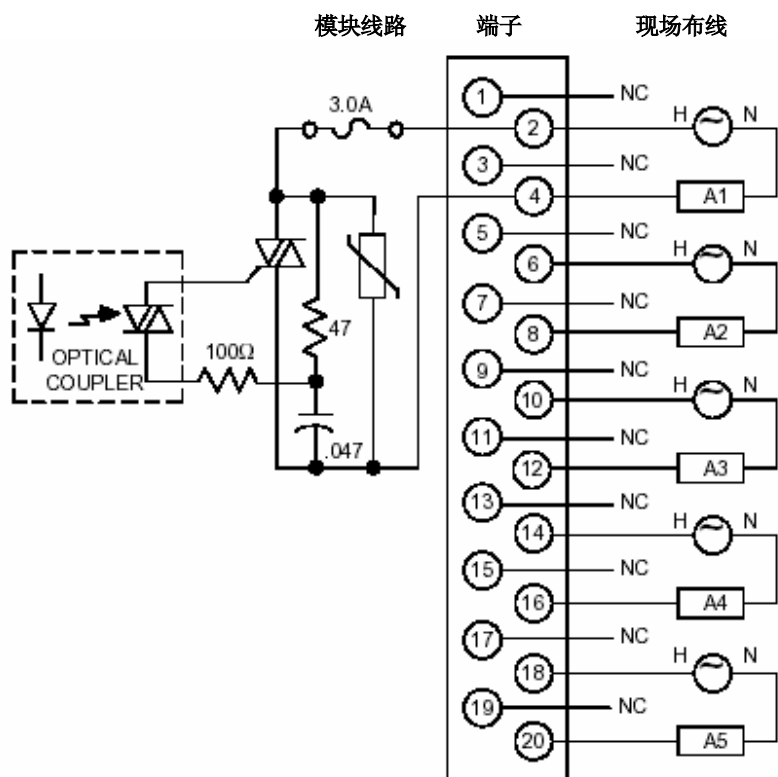 模块线路 端子 现场布线
1 NC
3.0A
2 H N
3 NC
4 A1
5 NC
6 H N
7 NC
8 A2
9 NC
10 H N
11 NC
12 A3
13 NC
14 H N
15 NC
16 A4
17 NC
18 H N
19 NC
20 A5
47
100Ω
.047
OPTICAL
COUPLER